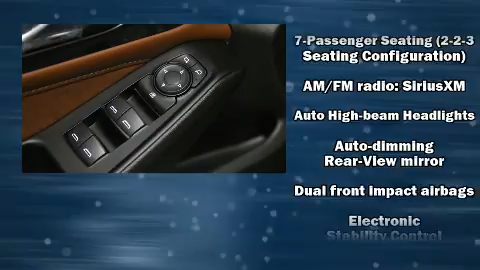 7-Passenger Seating (2-2-3
Seating Configuration)
AM/FM radio: SiriusXM
Auto High-beam Headlights
Auto-dimming
Rear-View mirror
Dual front impact airbags
Electronic
Stability Control